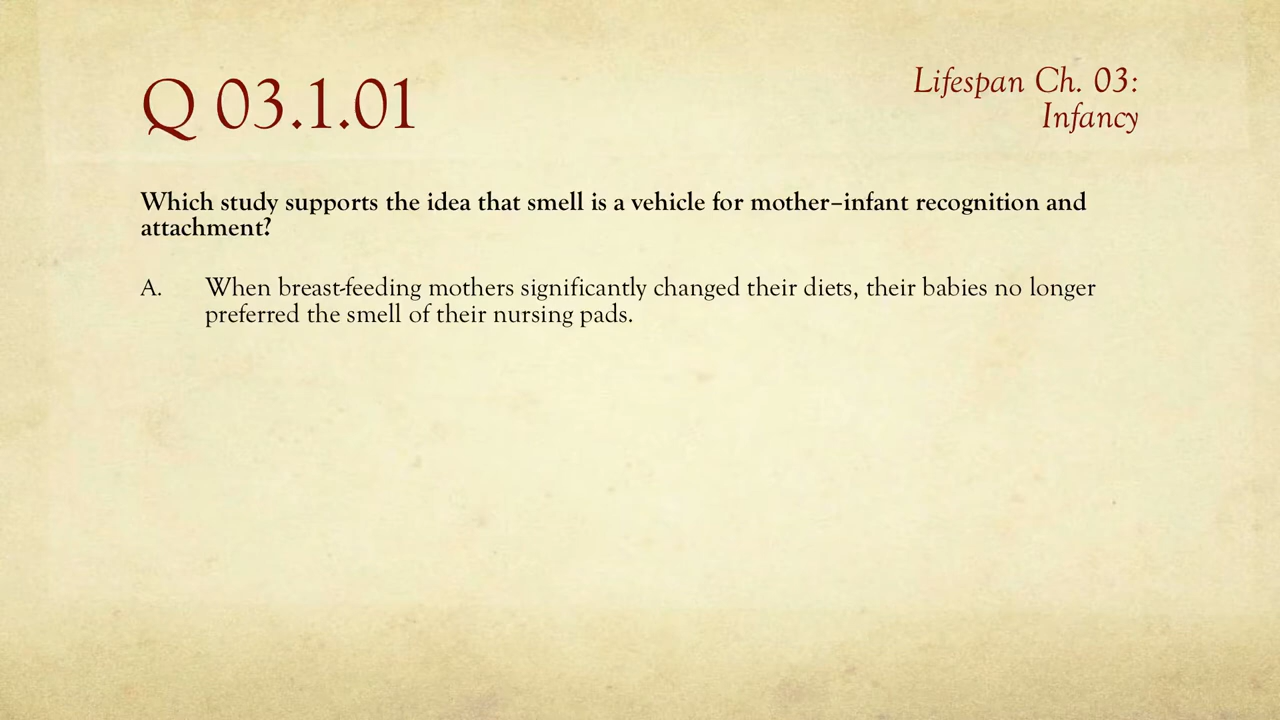 Q 03.1.01
Lifespan Ch. 03:
Infancy
Which study supports the idea that smell is a vehicle for mother–infant recognition and
attachment?
A. When breast-feeding mothers significantly changed their diets, their babies no longer
preferred the smell of their nursing pads.